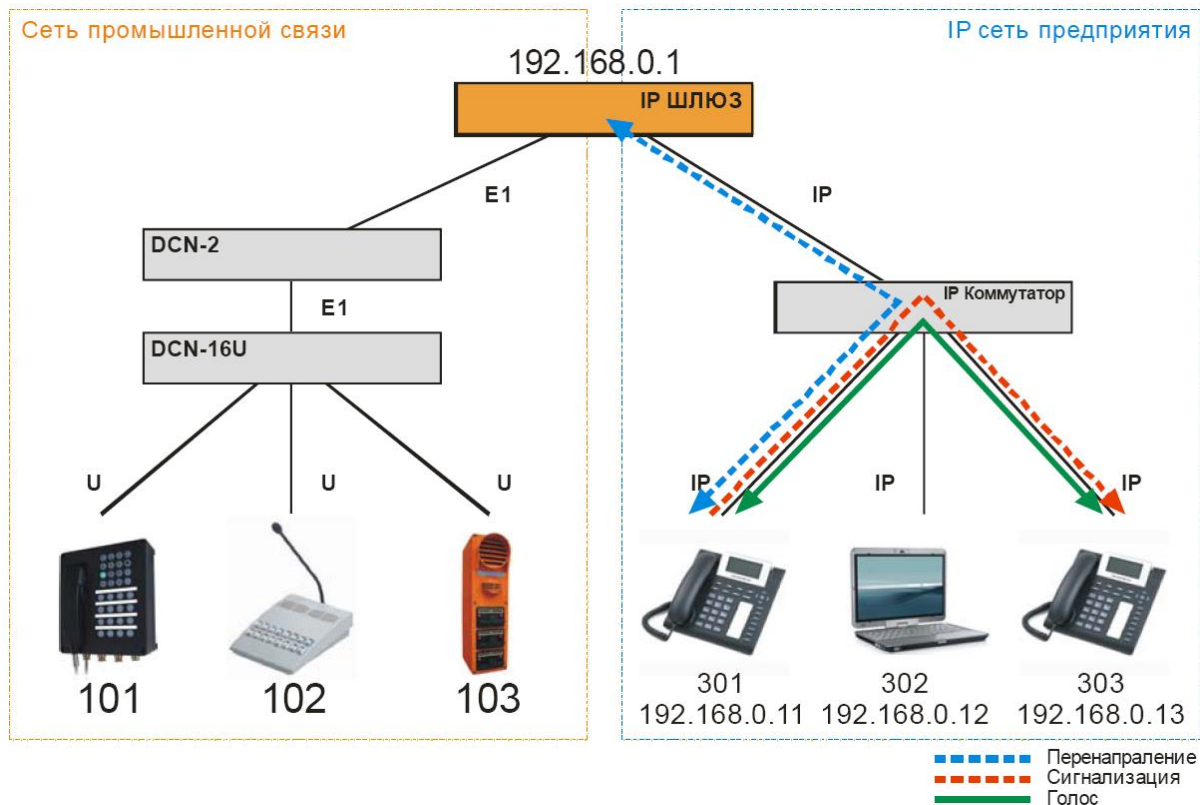 Сеть промышленной связи
IP сеть предприятия
192.168.0.1
IP ШЛЮЗ
E1
IP
DCN-2
IP Коммутатор
E1
DCN-16U
U
U
U
IP
IP
IP
101
102
103
301
302
303
192.168.0.11
192.168.0.12
192.168.0.13
Перенапраление
Сигнализация
Голос